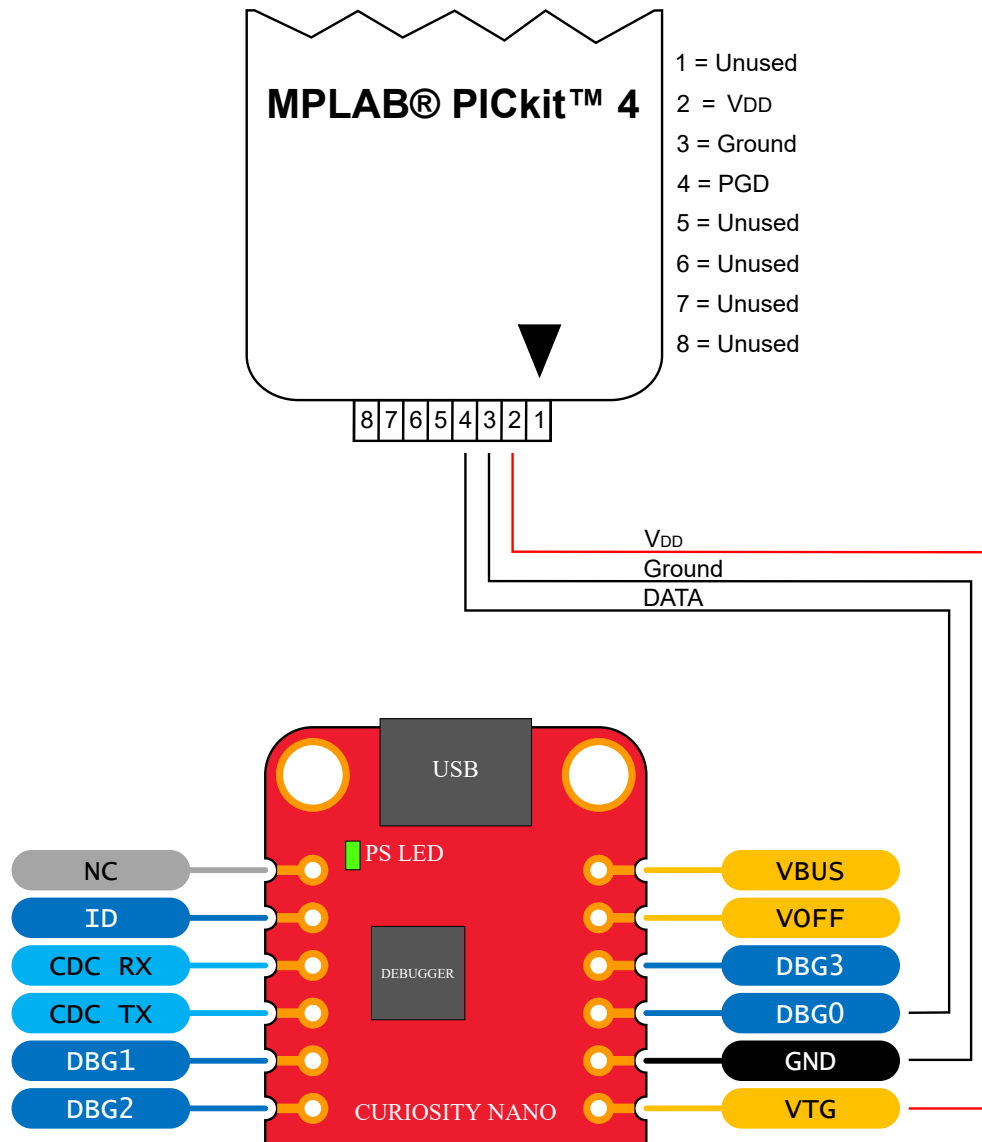 MPLAB® PICkit™ 4
1 = Unused
2 = VDD
3 = Ground
4 = PGD
5 = Unused
6 = Unused
7 = Unused
8 = Unused
8 7 6 5 4 3 2 1
VDD
Ground
DATA
USB
PS LED
NC
ID
CDC RX
CDC TX
DBG1
DBG2
DEBUGGER
CURIOSITY NANO
VBUS
VOFF
DBG3
DBG0
GND
VTG